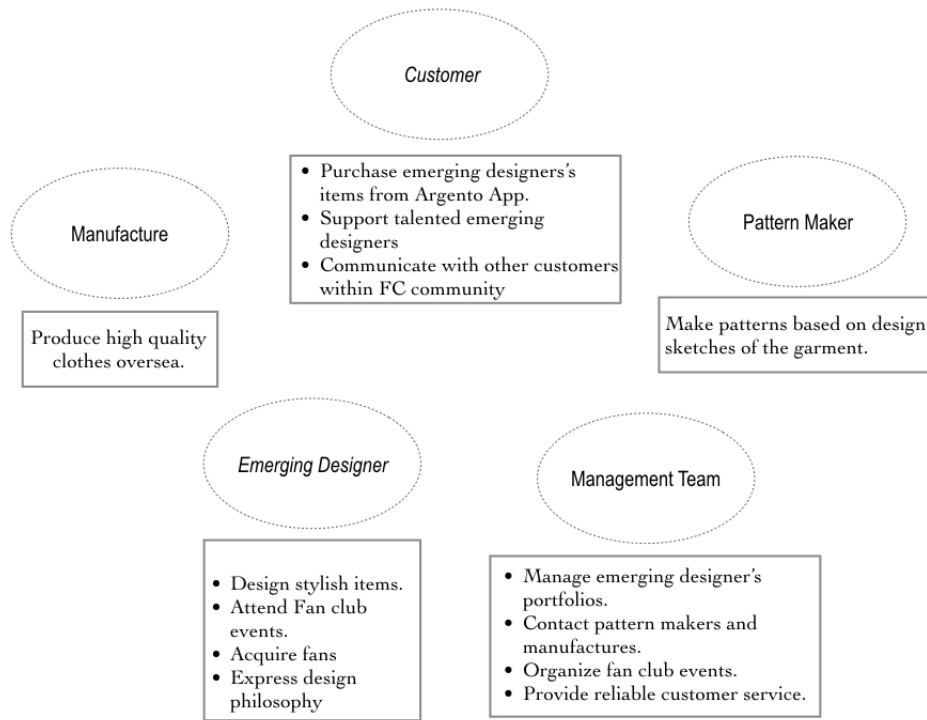 Customer
• Purchase emerging designers's
items from Argento App.
• Support talented emerging
designers
• Communicate with other customers
within FC community
Manufacture
Produce high quality
clothes oversea.
Pattern Maker
Make patterns based on design
sketches of the garment.
Emerging Designer
• Design stylish items.
• Attend Fan club
events.
• Acquire fans
• Express design
philosophy
Management Team
• Manage emerging designer's
portfolios.
• Contact pattern makers and
manufactures.
• Organize fan club events.
• Provide reliable customer service.